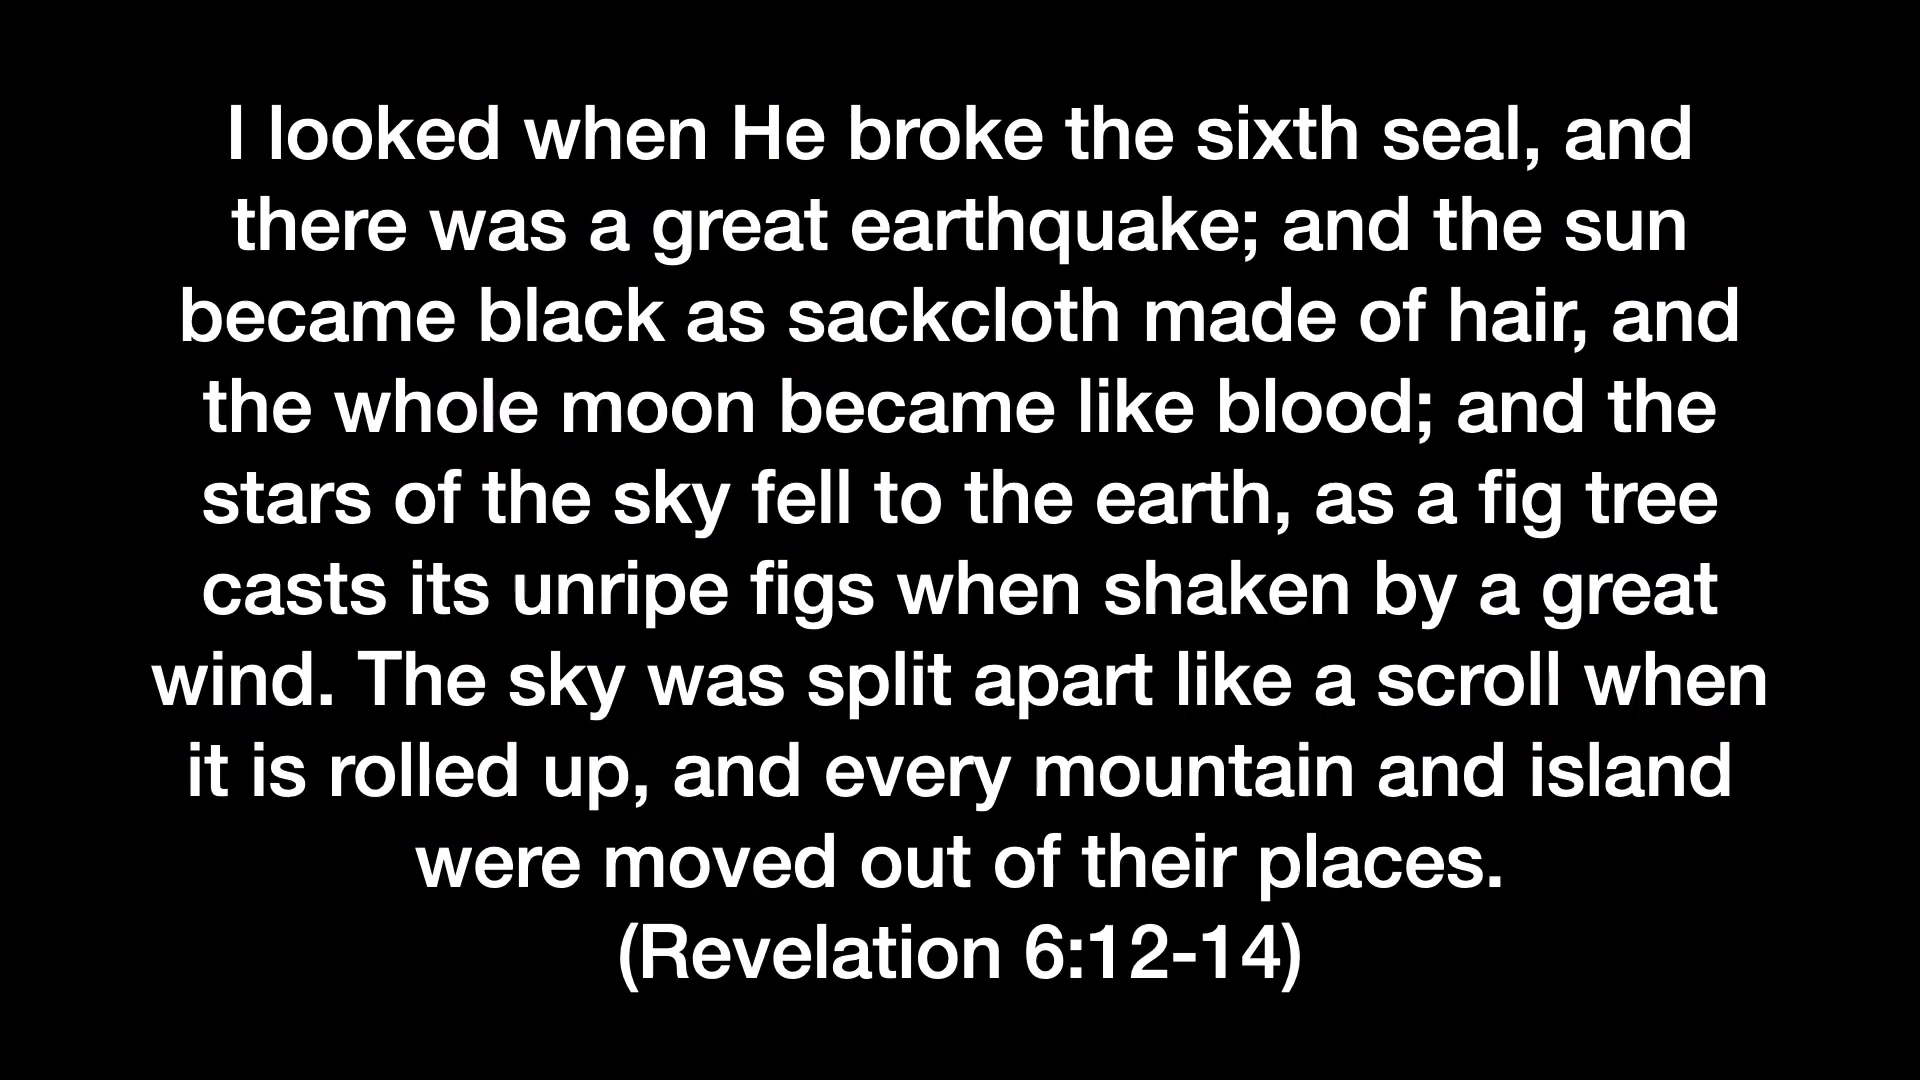 I looked when He broke the sixth seal, and
there was a great earthquake; and the sun
became black as sackcloth made of hair, and
the whole moon became like blood; and the
stars of the sky fell to the earth, as a fig tree
casts its unripe figs when shaken by a great
wind. The sky was split apart like a scroll when
it is rolled up, and every mountain and island
were moved out of their places.
(Revelation 6:12-14)